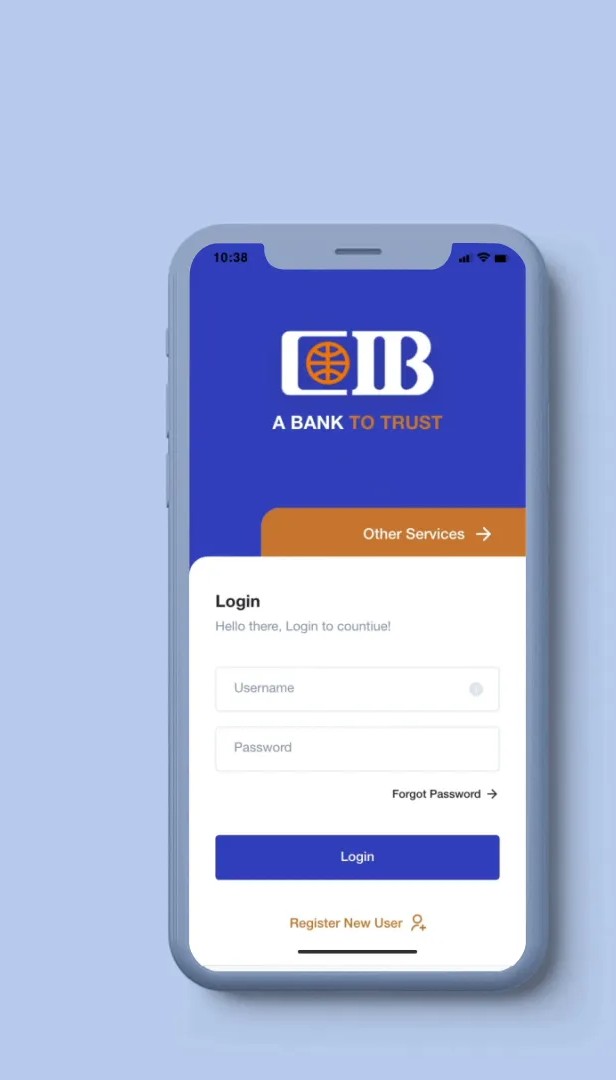 10:38
CIB
A BANK TO TRUST
Other Services
Login
Hello there, Login to countiue!
Username
Password
Forgot Password
Login
Register New User